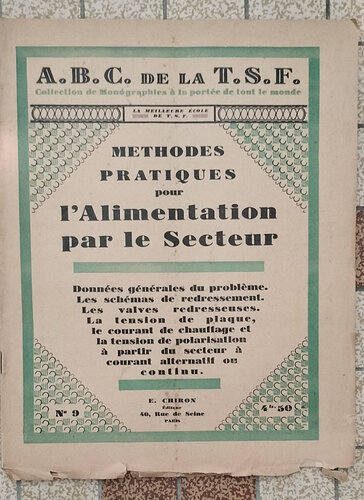 A.B.C. DE LA T.S.F.
Collection de Monographies à la portée de tout le monde
LA MEILLEURE ÉCOLE
DE T.S.F.
METHODES
PRATIQUES
pour
l'Alimentation
par le Secteur
Données générales du problème.
Les schémas de redressement.
Les valves redresseuses.
La tension de plaque,
le courant de chauffage et
la tension de polarisation
à partir du secteur à
courant alternatif ou
continu.
E. CHIRON
Éditeur
40, Rue de Seine
PARIS
N° 9
4fr50